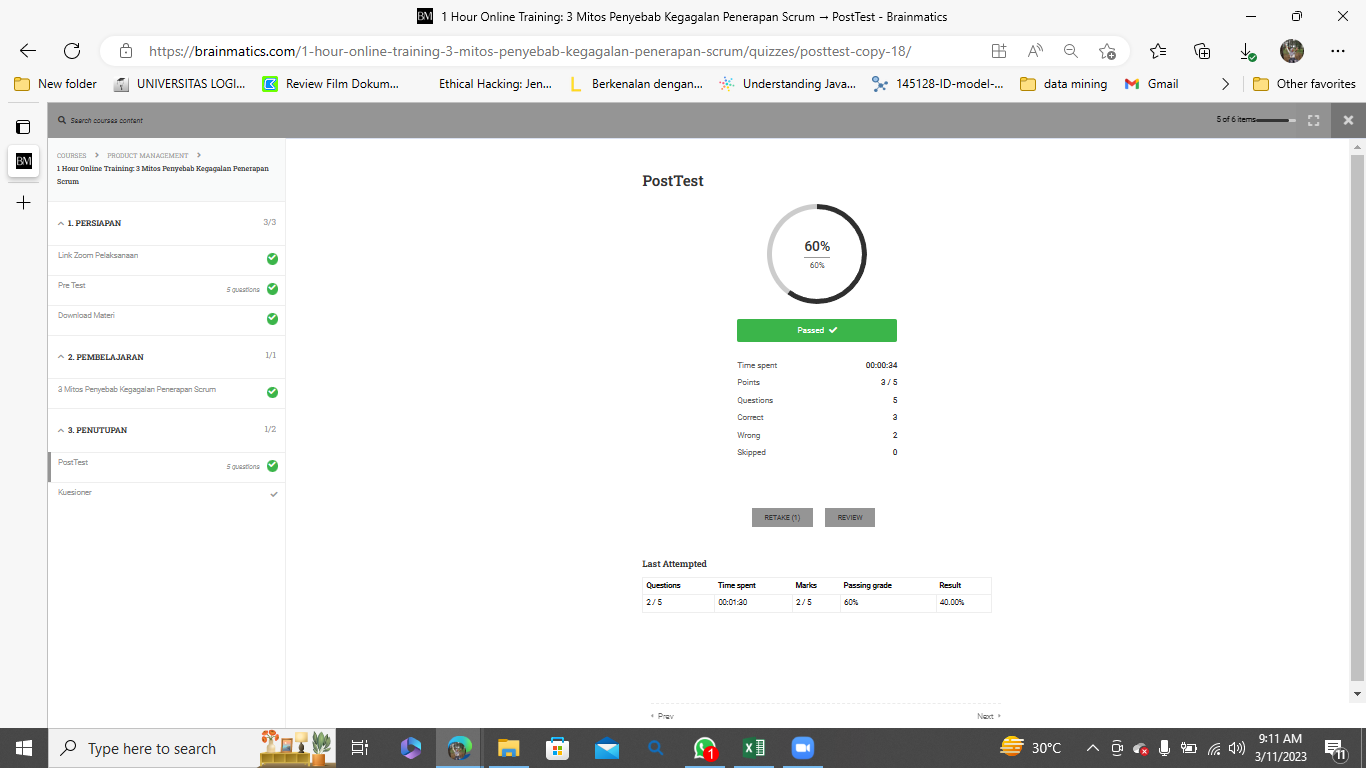 BM 1 Hour Online Training: 3 Mitos Penyebab Kegagalan Penerapan Scrum → PostTest - Brainmatics
https://brainmatics.com/1-hour-online-training-3-mitos-penyebab-kegagalan-penerapan-scrum/quizzes/posttest-copy-18/
New folder UNIVERSITAS LOGI... Review Film Dokum... Ethical Hacking: Jen... Berkenalan dengan... Understanding Java... 145128-ID-model-... data mining Gmail Other favorites
Search courses content 5 of 6 items
BM
COURSES > PRODUCT MANAGEMENT >
1 Hour Online Training: 3 Mitos Penyebab Kegagalan Penerapan
Scrum
1. PERSIAPAN 3/3
Link Zoom Pelaksanaan
Pre Test 5 questions
Download Materi
2. PEMBELAJARAN 1/1
3 Mitos Penyebab Kegagalan Penerapan Scrum
3. PENUTUPAN 1/2
PostTest 5 questions
Kuesioner
PostTest
60%
60%
Passed
Time spent 00:00:34
Points 3 / 5
Questions 5
Correct 3
Wrong 2
Skipped 0
RETAKE (1) REVIEW
Last Attempted
Questions Time spent Marks Passing grade Result
2 / 5 00:01:30 2 / 5 60% 40.00%
Prev Next
Type here to search 1 30°C 9:11 AM
3/11/2023 11